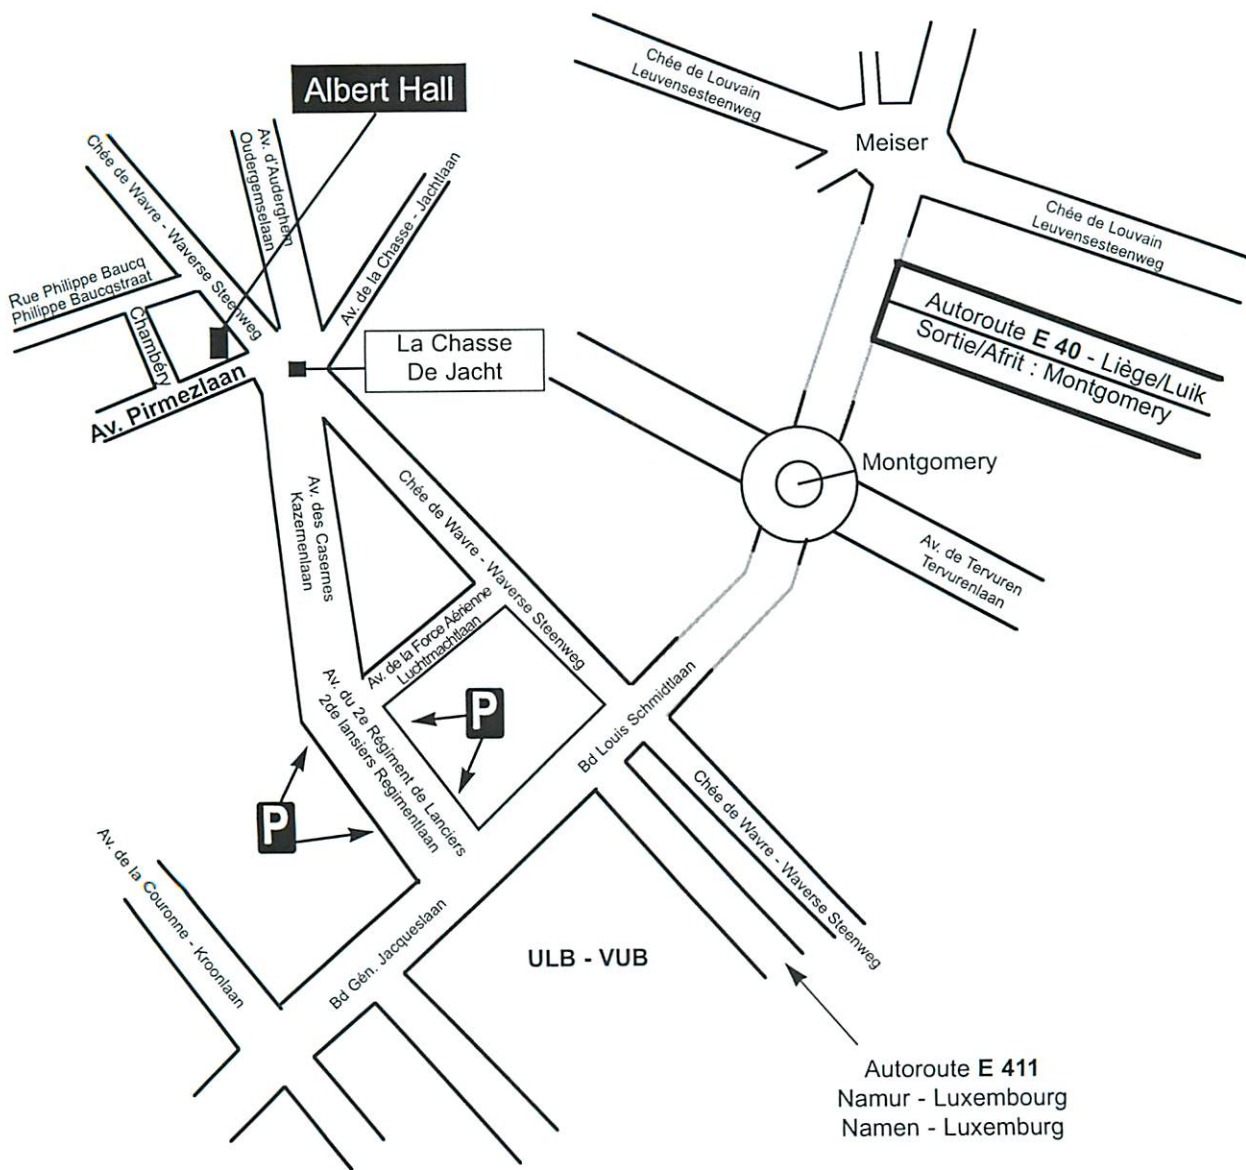 Albert Hall
Chée de Louvain
Leuvensesteenweg
Meiser
Chée de Wavre - Waverse Steenweg
Av. d'Auderghem
Oudergemselaan
Av. de la Chasse - Jachtlaan
Chée de Louvain
Leuvensesteenweg
Rue Philippe Baucq
Philippe Baucqstraat
Chambéry
Av. Pirmezlaan
La Chasse
De Jacht
Autoroute E 40 - Liège/Luik
Sortie/Afrit : Montgomery
Montgomery
Av. des Casernes
Kazernenlaan
Chée de Wavre - Waverse Steenweg
Av. de Tervuren
Tervurenlaan
Av. de la Force Aérienne
Luchtmachtlaan
Av. du 2e Régiment de Lanciers
2de lansiers Regimentlaan
P
P
Bd Louis Schmidtlaan
Chée de Wavre - Waverse Steenweg
Av. de la Couronne - Kroonlaan
Bd Gén. Jacqueslaan
ULB - VUB
Autoroute E 411
Namur - Luxembourg
Namen - Luxemburg